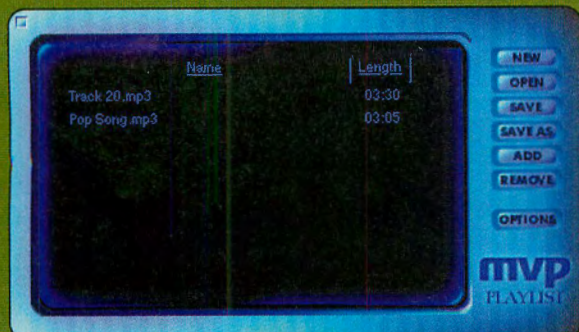 Name Length
Track 20.mp3 03:30
Pop Song.mp3 03:05
NEW
OPEN
SAVE
SAVE AS
ADD
REMOVE
OPTIONS
mvp
PLAYLIST